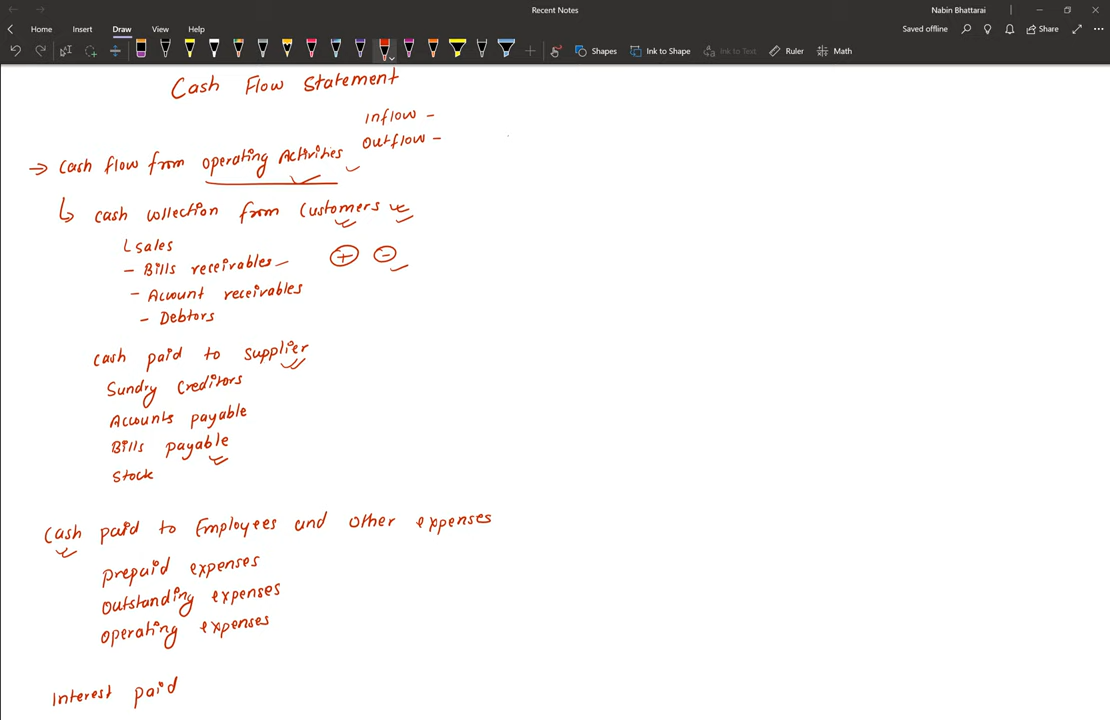 Recent Notes
Nabin Bhattarai
Home Insert Draw View Help
Saved offline
Share
Shapes Ink to Shape Ink to Text Ruler Math
Cash Flow Statement
Inflow -
Outflow -
→ Cash flow from operating Activities
↳ Cash collection from Customers
Sales
- Bills receivables -
+ -
- Account receivables
- Debtors
Cash paid to supplier
Sundry Creditors
Accounts payable
Bills payable
Stock
Cash paid to Employees and other expenses
prepaid expenses
outstanding expenses
operating expenses
Interest paid